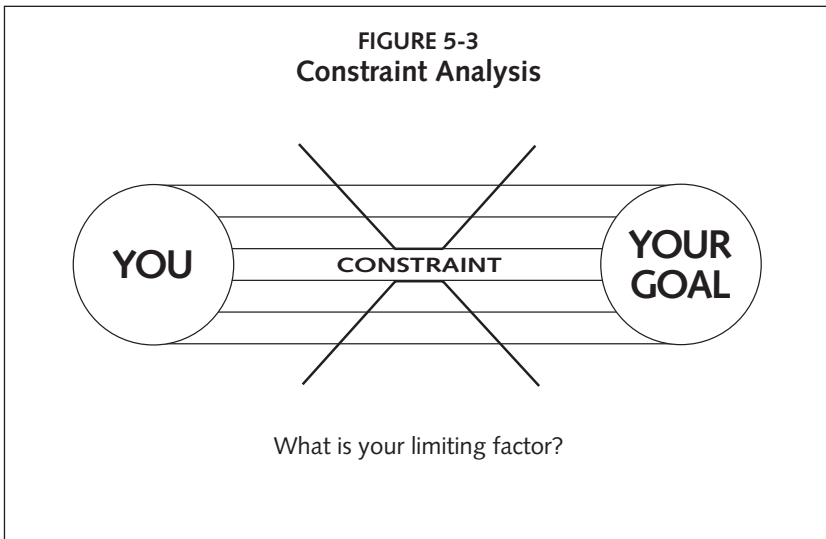 FIGURE 5-3
Constraint Analysis
YOU
CONSTRAINT
YOUR
GOAL
What is your limiting factor?